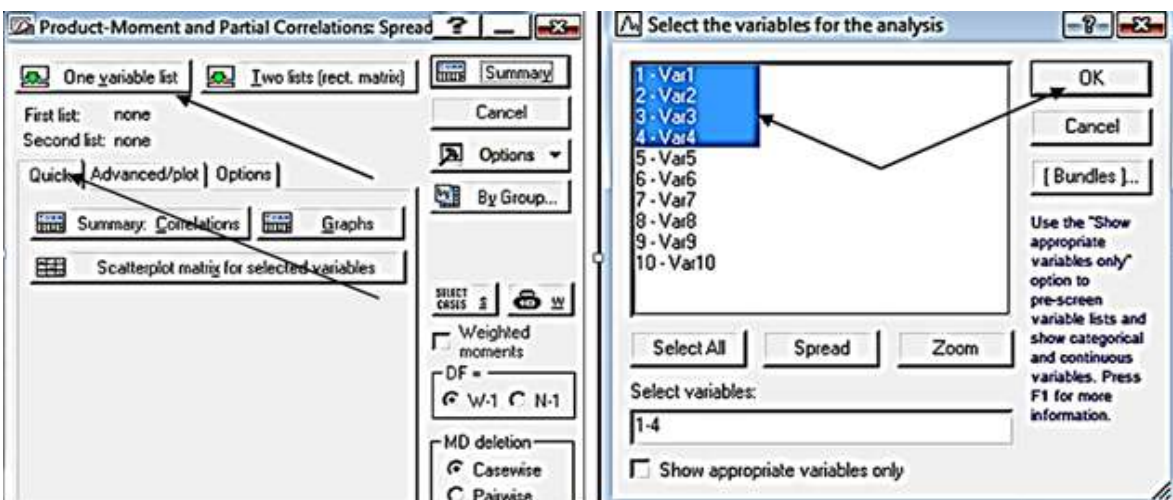 Product-Moment and Partial Correlations: Spread
One variable list
Two lists (rect. matrix)
Summary
First list: none
Second list: none
Cancel
Quick
Advanced/plot
Options
Options
By Group...
Summary: Correlations
Graphs
Scatterplot matrix for selected variables
SELECT CASES S
W
Weighted
moments
DF =
W-1
N-1
MD deletion
Casewise
Pairwise
Select the variables for the analysis
1 - Var1
2 - Var2
3 - Var3
4 - Var4
5 - Var5
6 - Var6
7 - Var7
8 - Var8
9 - Var9
10 - Var10
OK
Cancel
[ Bundles ]...
Use the "Show
appropriate
variables only"
option to
pre-screen
variable lists and
show categorical
and continuous
variables. Press
F1 for more
information.
Select All
Spread
Zoom
Select variables:
1-4
Show appropriate variables only